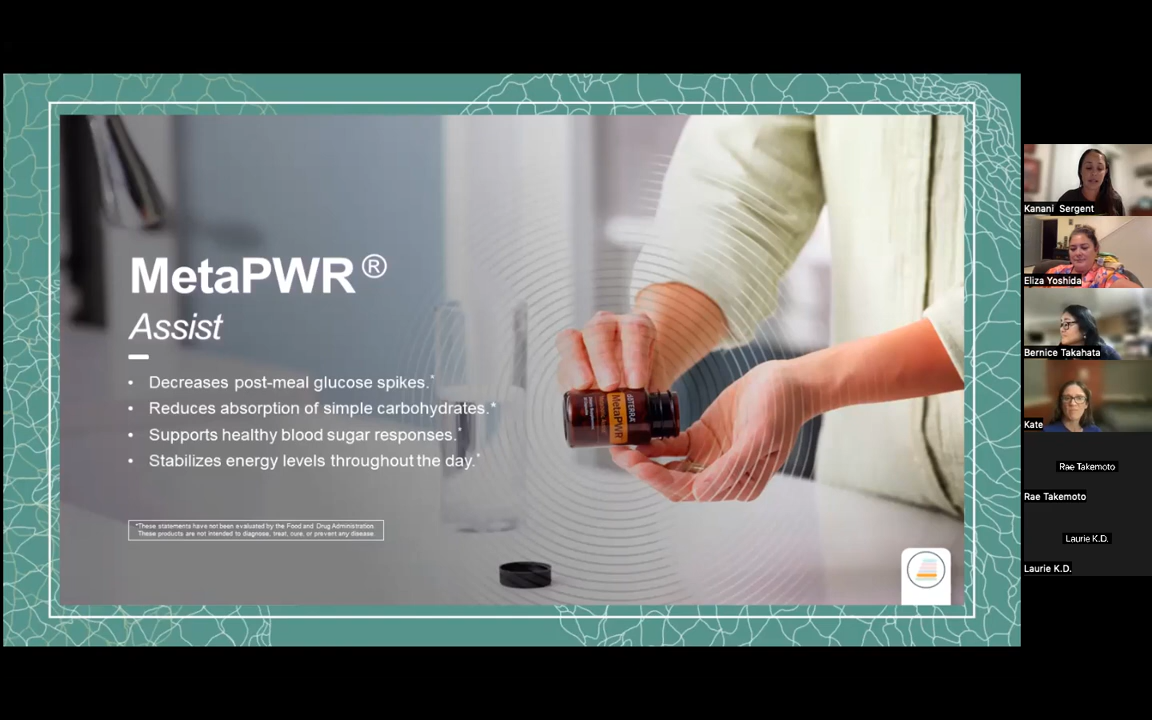 MetaPWR®
Assist
• Decreases post-meal glucose spikes.*
• Reduces absorption of simple carbohydrates.*
• Supports healthy blood sugar responses.*
• Stabilizes energy levels throughout the day.*
*These statements have not been evaluated by the Food and Drug Administration.
These products are not intended to diagnose, treat, cure, or prevent any disease.
dōTERRA
MetaPWR
Kanani Sergent
Eliza Yoshida
Bernice Takahata
Kate
Rae Takemoto
Rae Takemoto
Laurie K.D.
Laurie K.D.